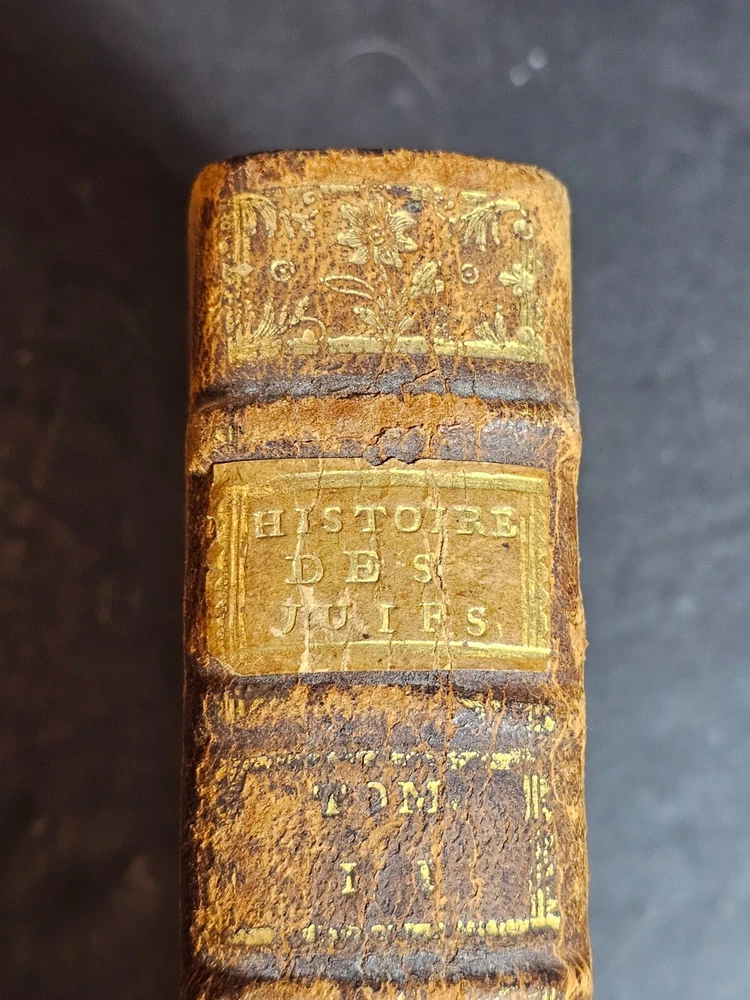 HISTOIRE
DES
JUIFS
TOM.
I V